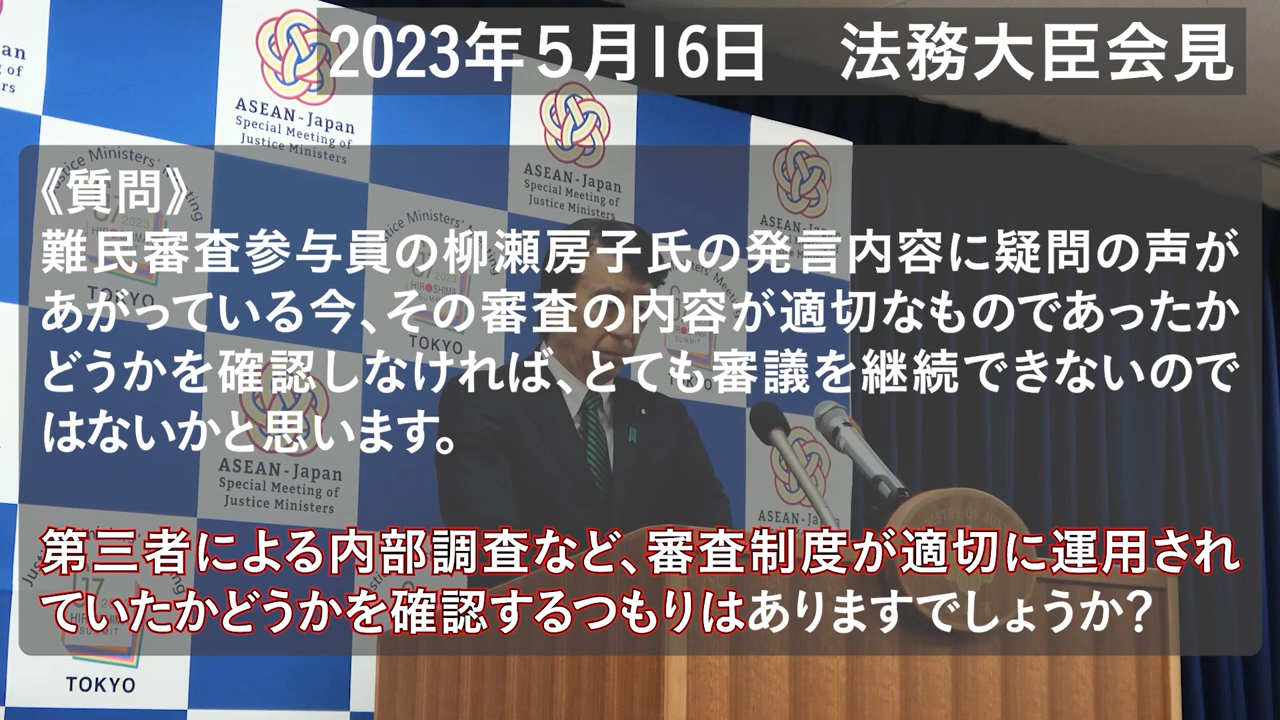 2023年5月16日 法務大臣会見
《質問》
難民審査参与員の柳瀬房子氏の発言内容に疑問の声が
あがっている今、その審査の内容が適切なものであったか
どうかを確認しなければ、とても審議を継続できないので
はないかと思います。
第三者による内部調査など、審査制度が適切に運用され
ていたかどうかを確認するつもりはありますでしょうか?
ASEAN-Japan
Special Meeting of
Justice Ministers
ASEAN-Japan
Special Meeting of
Justice Ministers
ASEAN-Japan
Justice Ministers' Meeting
TOKYO
TOKYO
ASEAN-Japan
Special Meeting of
Justice Ministers
ASEAN-Japan
TOKYO